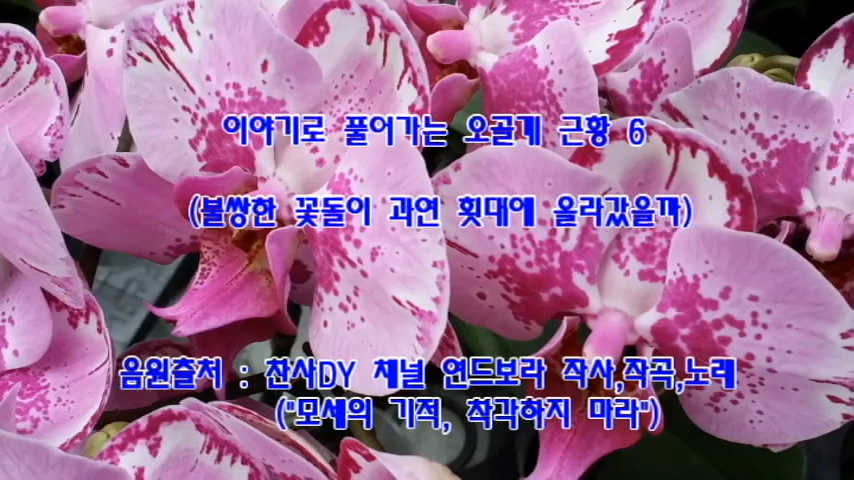 이야기로 풀어가는 오골계 근황 6
(불쌍한 꽃돌이 과연 횟대에 올라갔을까)
음원출처 : 찬사DY 채널 연드보라 작사,작곡,노래
("모세의 기적, 착각하지 마라")